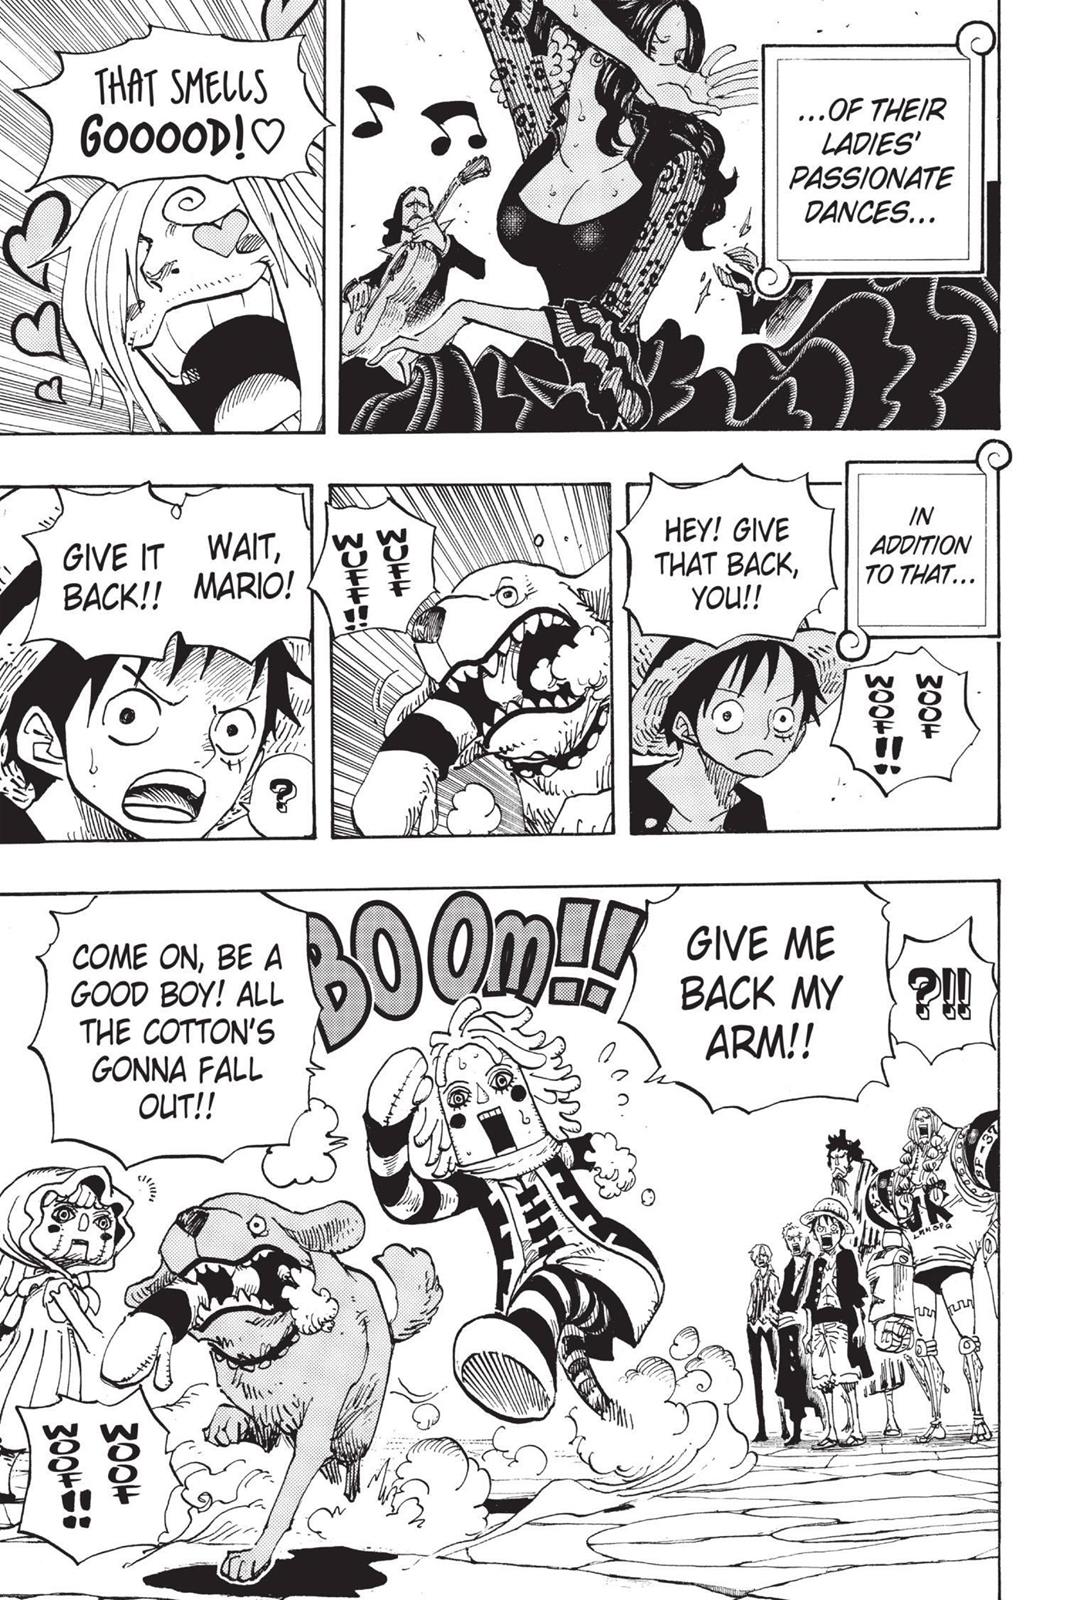 ...OF THEIR
LADIES'
PASSIONATE
DANCES...
THAT SMELLS
GOOOOD!♡
IN
ADDITION
TO THAT...
WOOF
WOOF!!
HEY! GIVE
THAT BACK,
YOU!!
WUFF
WUFF!!
WAIT,
MARIO!
GIVE IT
BACK!!
?
?!!
GIVE ME
BACK MY
ARM!!
BOOM!!
COME ON, BE A
GOOD BOY! ALL
THE COTTON'S
GONNA FALL
OUT!!
WOOF
WOOF!!